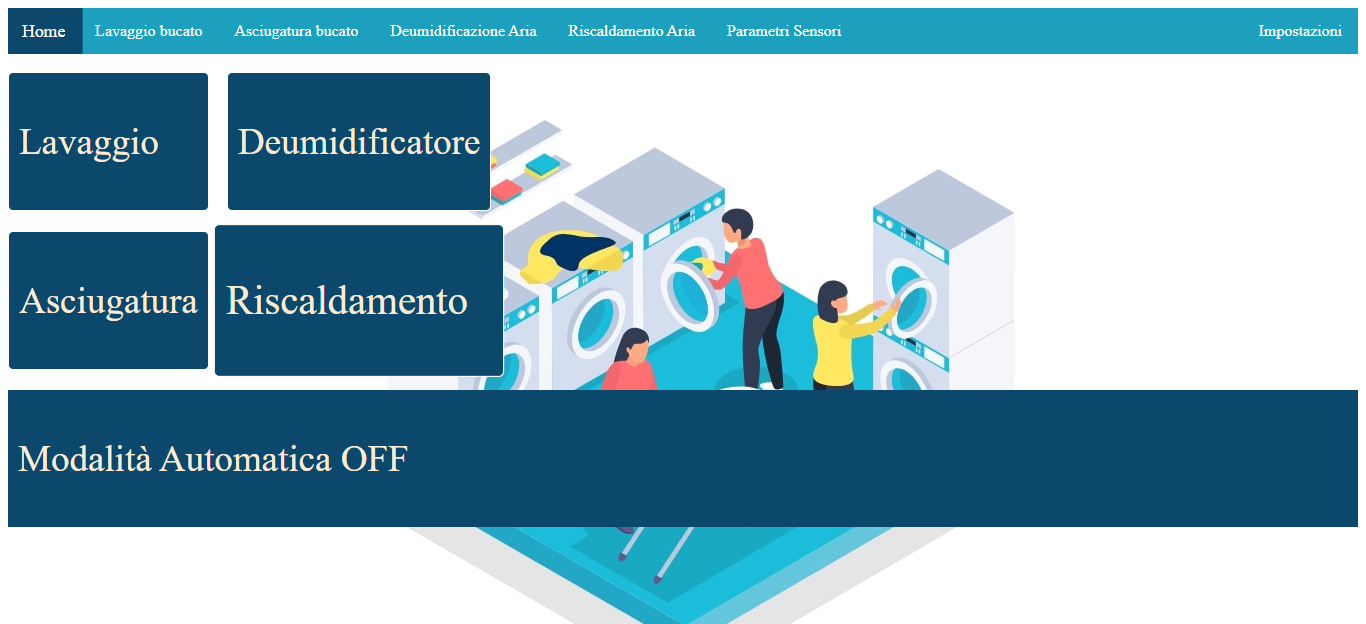 Home Lavaggio bucato Asciugatura bucato Deumidificazione Aria Riscaldamento Aria Parametri Sensori Impostazioni
Lavaggio Deumidificatore
Asciugatura Riscaldamento
Modalità Automatica OFF